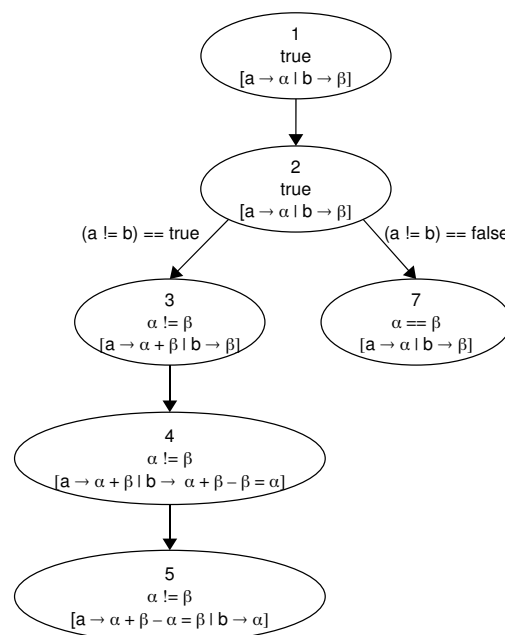 1
true
[a → α | b → β]
2
true
[a → α | b → β]
(a != b) == true
(a != b) == false
3
α != β
[a → α + β | b → β]
7
α == β
[a → α | b → β]
4
α != β
[a → α + β | b → α + β − β = α]
5
α != β
[a → α + β − α = β | b → α]